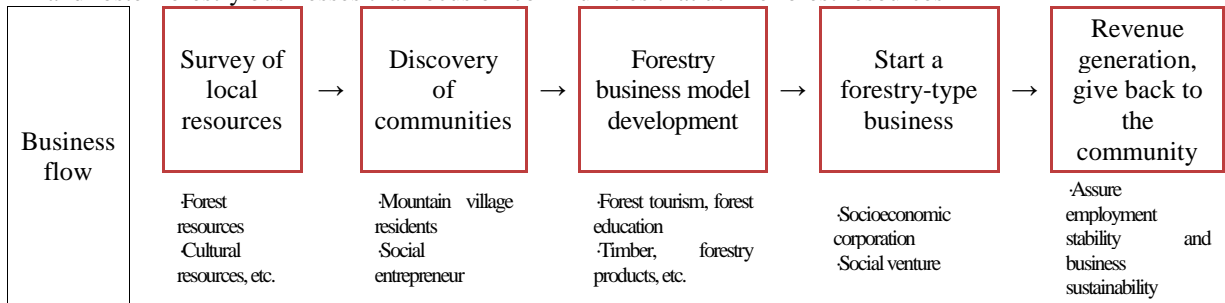 Business
flow
Survey of
local
resources
→
Discovery
of
communities
→
Forestry
business model
development
→
Start a
forestry-type
business
→
Revenue
generation,
give back to
the
community
·Forest
resources
·Cultural
resources, etc.
·Mountain village
residents
·Social
entrepreneur
·Forest tourism, forest
education
·Timber, forestry
products, etc.
·Socioeconomic
corporation
·Social venture
·Assure
employment
stability and
business
sustainability